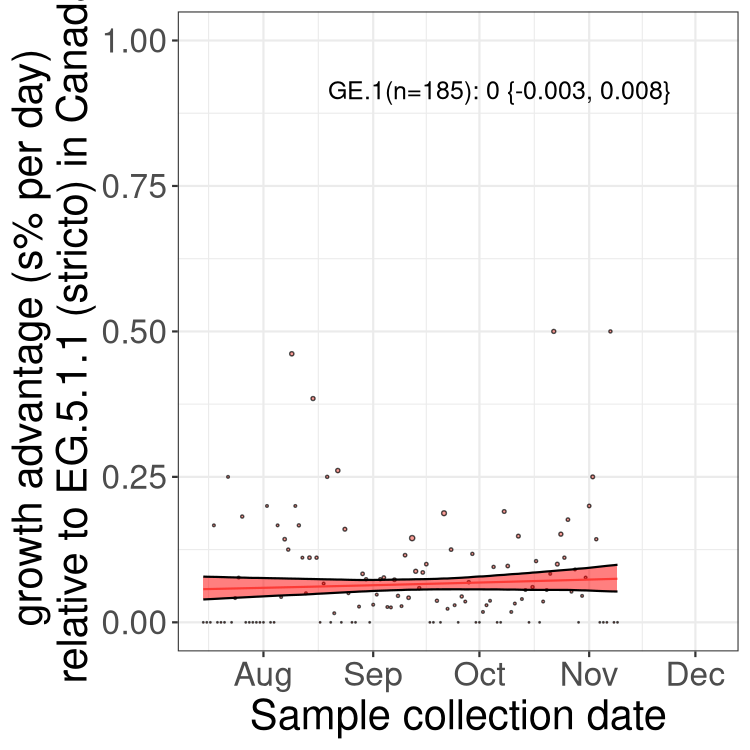 growth advantage (s% per day)
relative to EG.5.1.1 (stricto) in Canada
1.00
0.75
0.50
0.25
0.00
GE.1(n=185): 0 {-0.003, 0.008}
Aug Sep Oct Nov Dec
Sample collection date